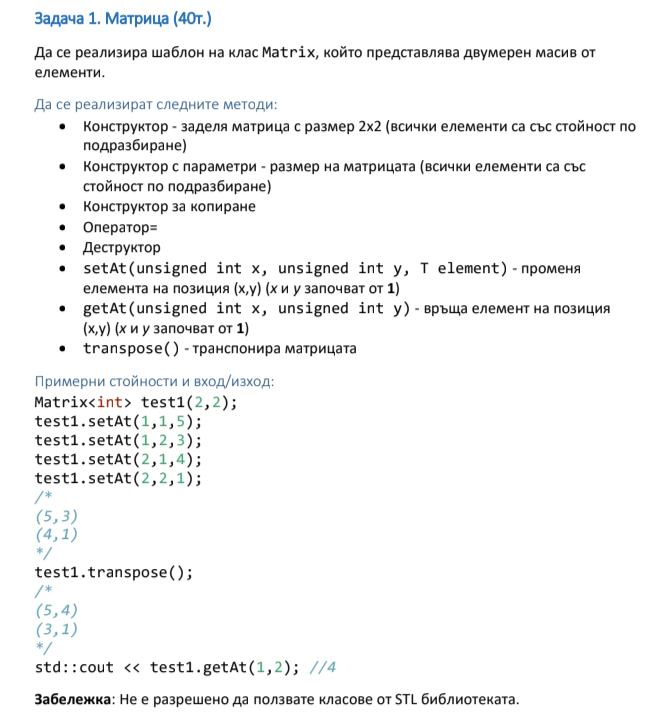 Задача 1. Матрица (40т.)
Да се реализира шаблон на клас Matrix, който представлява двумерен масив от
елементи.
Да се реализират следните методи:
• Конструктор - заделя матрица с размер 2x2 (всички елементи са със стойност по
подразбиране)
• Конструктор с параметри - размер на матрицата (всички елементи са със
стойност по подразбиране)
• Конструктор за копиране
• Оператор=
• Деструктор
• setAt(unsigned int x, unsigned int y, T element) - променя
елемента на позиция (x,y) (x и y започват от 1)
• getAt(unsigned int x, unsigned int y) - връща елемент на позиция
(x,y) (x и y започват от 1)
• transpose() - транспонира матрицата
Примерни стойности и вход/изход:
Matrix<int> test1(2,2);
test1.setAt(1,1,5);
test1.setAt(1,2,3);
test1.setAt(2,1,4);
test1.setAt(2,2,1);
/*
(5,3)
(4,1)
*/
test1.transpose();
/*
(5,4)
(3,1)
*/
std::cout << test1.getAt(1,2); //4
Забележка: Не е разрешено да ползвате класове от STL библиотеката.